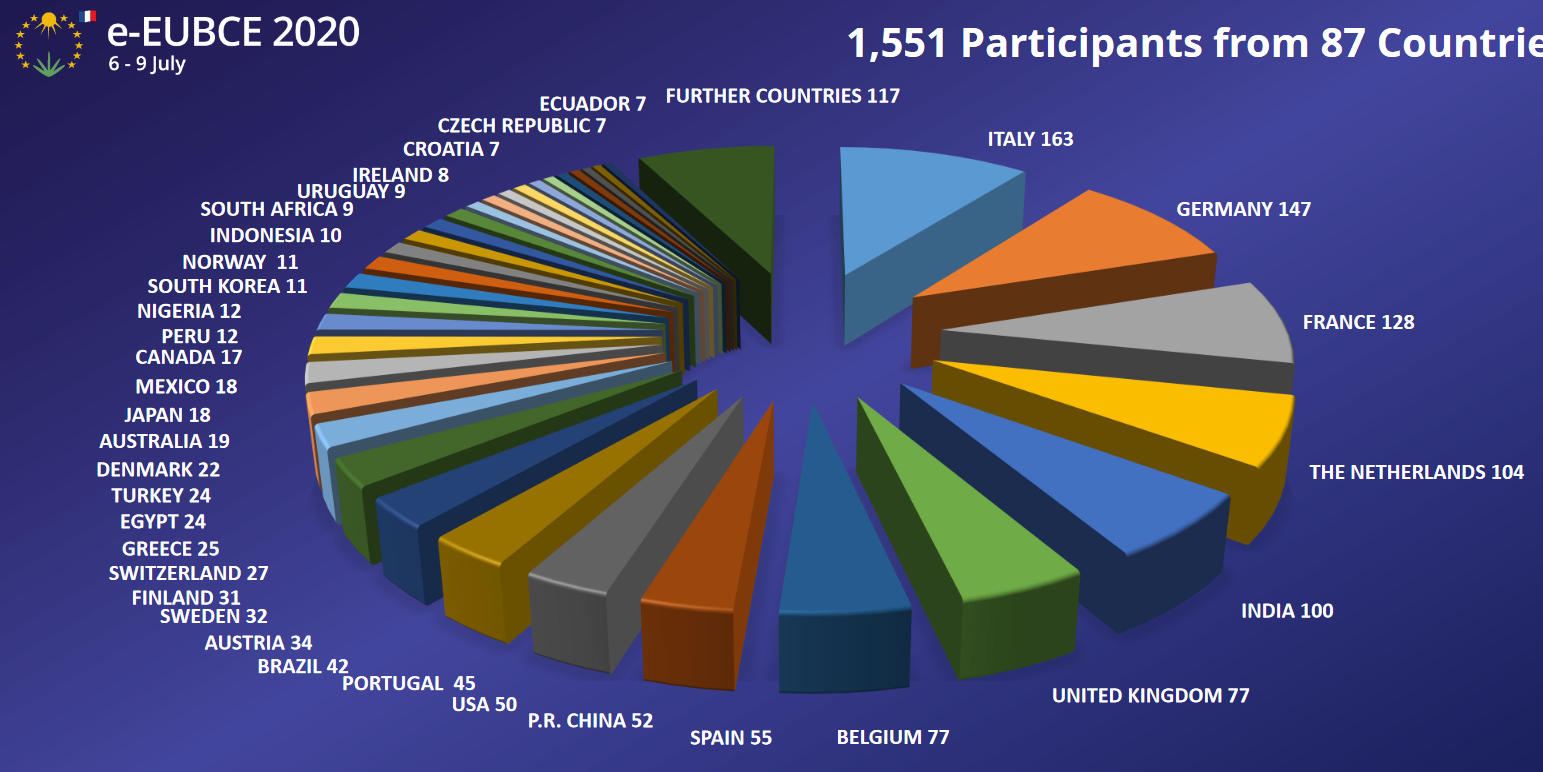 e-EUBCE 2020
6 - 9 July
1,551 Participants from 87 Countrie
FURTHER COUNTRIES 117
ITALY 163
GERMANY 147
FRANCE 128
THE NETHERLANDS 104
INDIA 100
UNITED KINGDOM 77
BELGIUM 77
SPAIN 55
P.R. CHINA 52
USA 50
PORTUGAL 45
BRAZIL 42
AUSTRIA 34
SWEDEN 32
FINLAND 31
SWITZERLAND 27
GREECE 25
EGYPT 24
TURKEY 24
DENMARK 22
AUSTRALIA 19
JAPAN 18
MEXICO 18
CANADA 17
PERU 12
NIGERIA 12
SOUTH KOREA 11
NORWAY 11
INDONESIA 10
SOUTH AFRICA 9
URUGUAY 9
IRELAND 8
CROATIA 7
CZECH REPUBLIC 7
ECUADOR 7